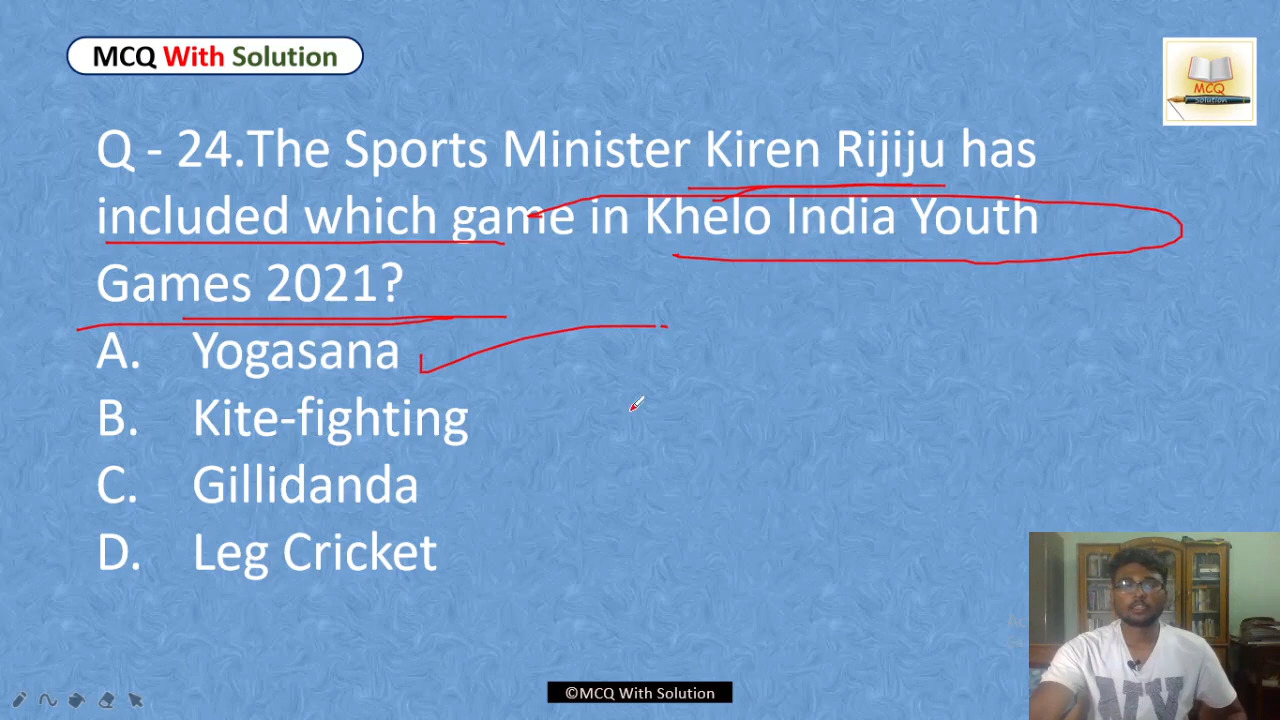 MCQ With Solution
MCQ
Solution
Q - 24.The Sports Minister Kiren Rijiju has
included which game in Khelo India Youth
Games 2021?
A. Yogasana
B. Kite-fighting
C. Gillidanda
D. Leg Cricket
©MCQ With Solution